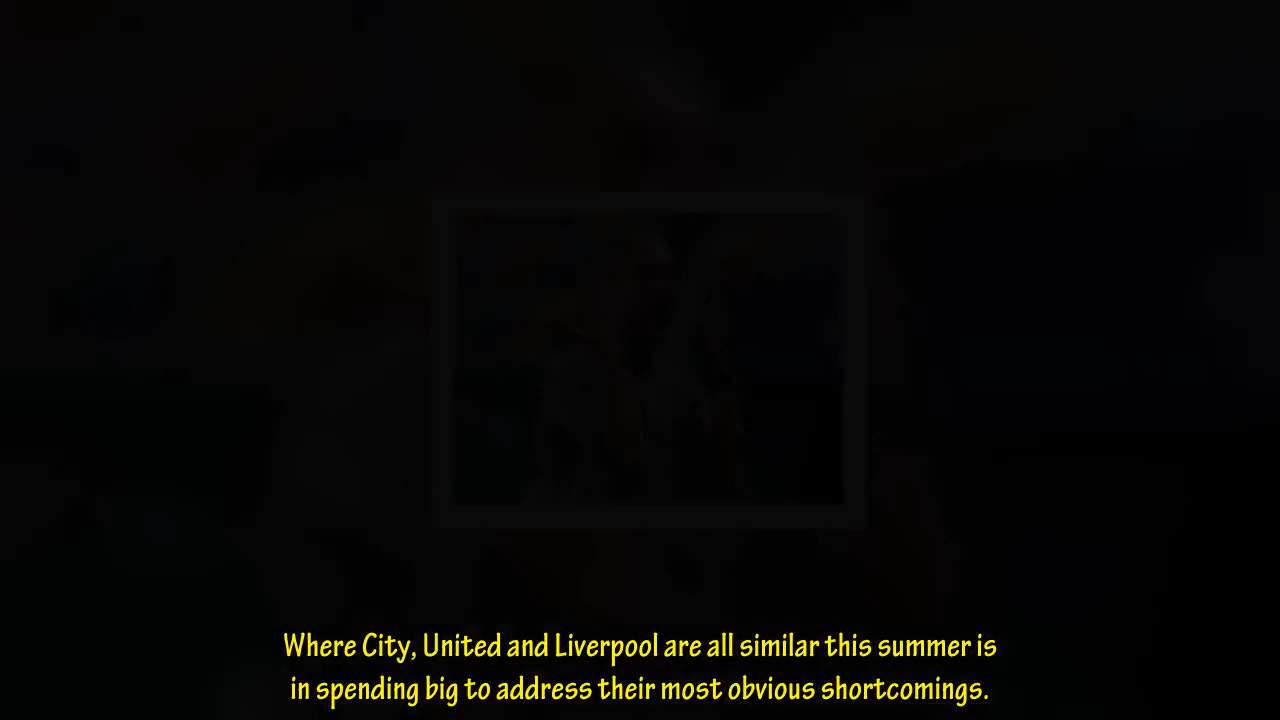 Where City, United and Liverpool are all similar this summer is
in spending big to address their most obvious shortcomings.